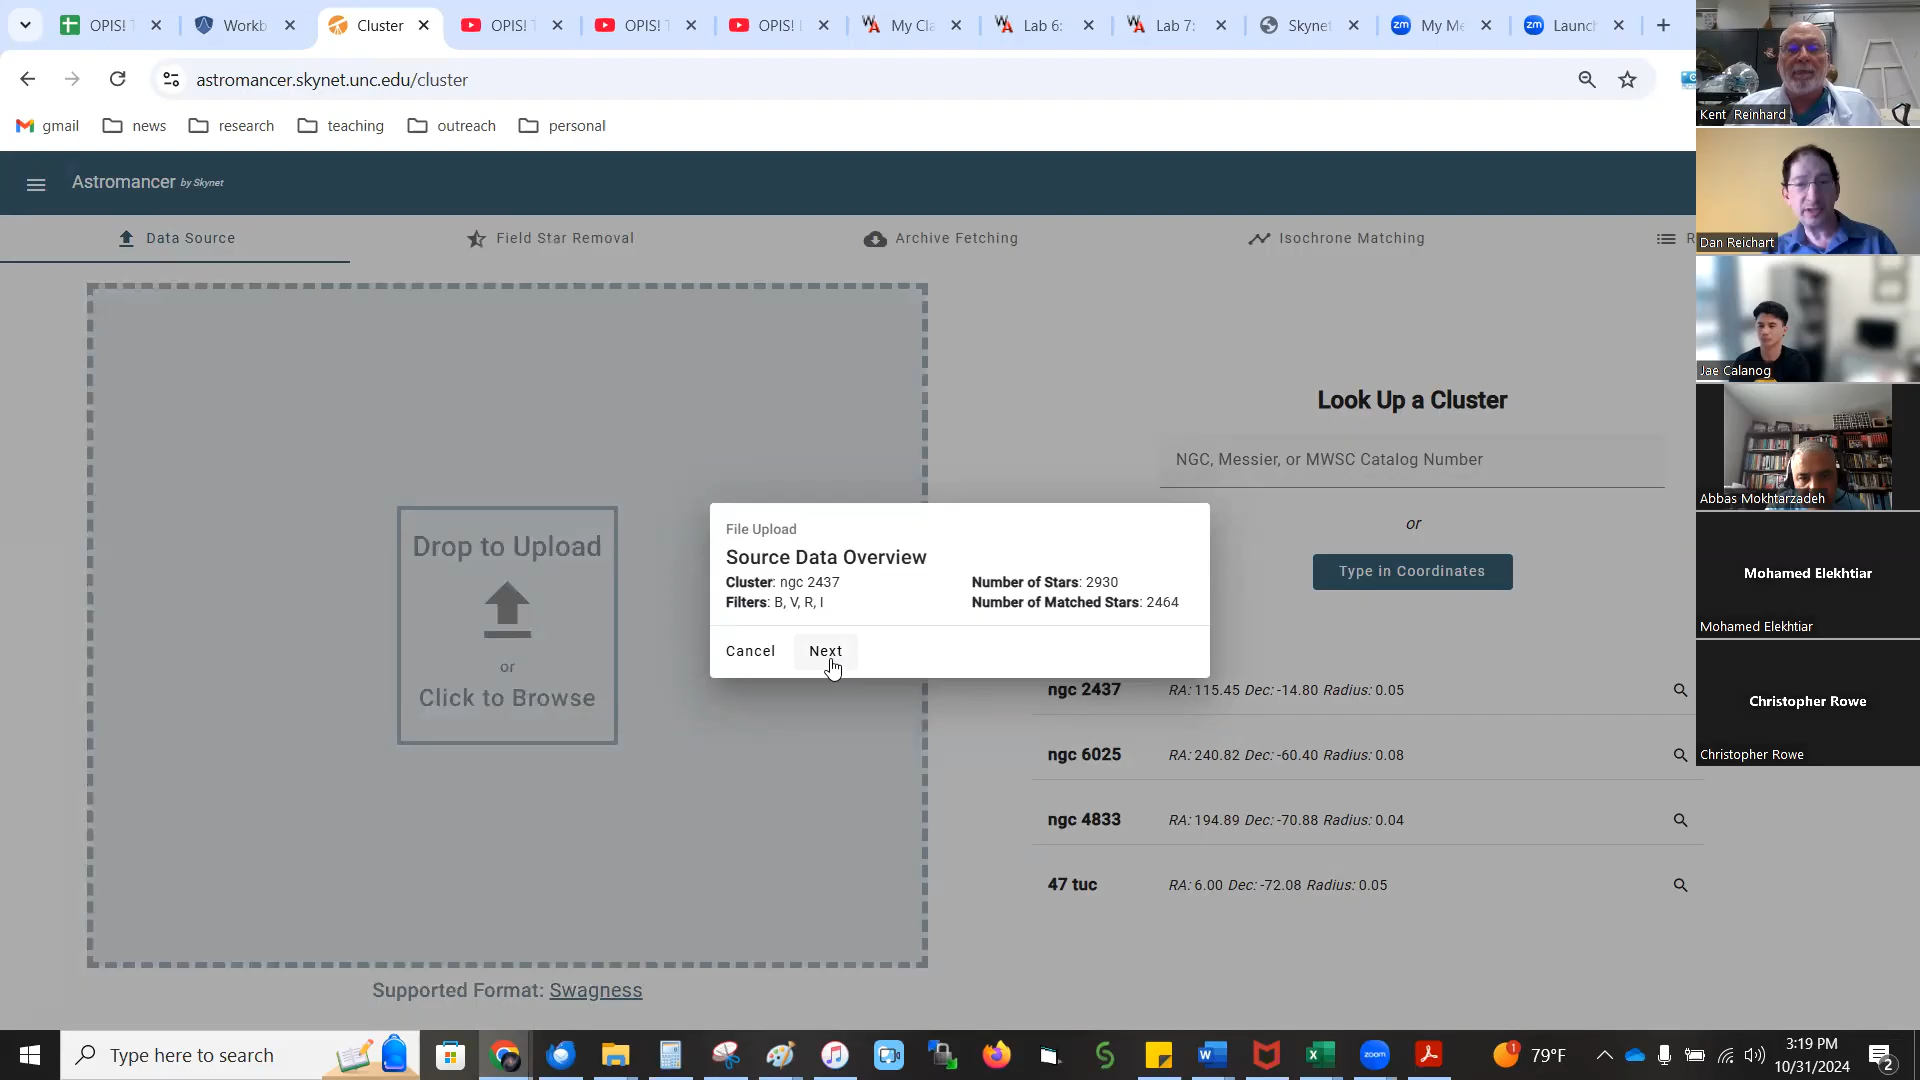 OPIS! T
Workb
Cluster
OPIS! T
OPIS! T
OPIS! L
My Cla
Lab 6:
Lab 7:
Skynet
My Me
Launch
astromancer.skynet.unc.edu/cluster
gmail
news
research
teaching
outreach
personal
Astromancer by Skynet
Data Source
Field Star Removal
Archive Fetching
Isochrone Matching
R
Drop to Upload
or
Click to Browse
Supported Format: Swagness
Look Up a Cluster
NGC, Messier, or MWSC Catalog Number
or
Type in Coordinates
File Upload
Source Data Overview
Cluster: ngc 2437
Number of Stars: 2930
Filters: B, V, R, I
Number of Matched Stars: 2464
Cancel
Next
ngc 2437 RA: 115.45 Dec: -14.80 Radius: 0.05
ngc 6025 RA: 240.82 Dec: -60.40 Radius: 0.08
ngc 4833 RA: 194.89 Dec: -70.88 Radius: 0.04
47 tuc RA: 6.00 Dec: -72.08 Radius: 0.05
Kent Reinhard
Dan Reichart
Jae Calanog
Abbas Mokhtarzadeh
Mohamed Elekhtiar
Mohamed Elekhtiar
Christopher Rowe
Christopher Rowe
Type here to search
zoom
1
79°F
3:19 PM
10/31/2024
2